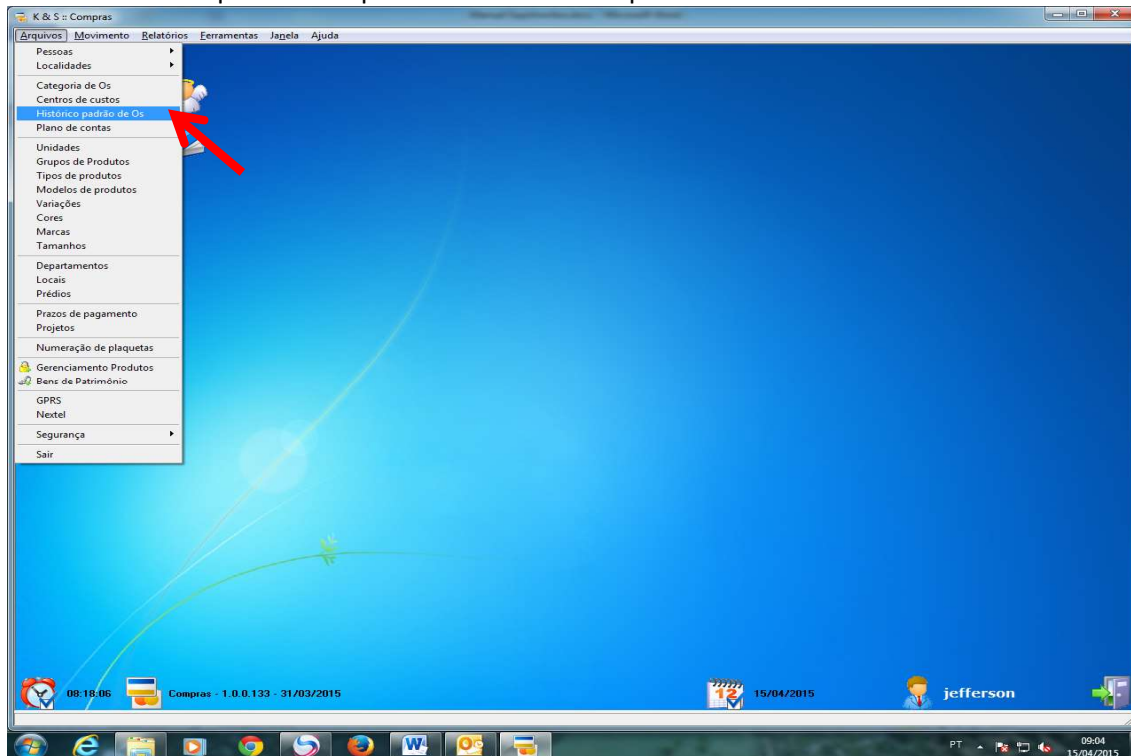 K & S :: Compras
Arquivos Movimento Relatórios Ferramentas Janela Ajuda
Pessoas
Localidades
Categoria de Os
Centros de custos
Histórico padrão de Os
Plano de contas
Unidades
Grupos de Produtos
Tipos de produtos
Modelos de produtos
Variações
Cores
Marcas
Tamanhos
Departamentos
Locais
Prédios
Prazos de pagamento
Projetos
Numeração de plaquetas
Gerenciamento Produtos
Bens de Patrimônio
GPRS
Nextel
Segurança
Sair
08:18:06 Compras - 1.0.0.133 - 31/03/2015 12 15/04/2015 jefferson
PT 09:04
15/04/2015